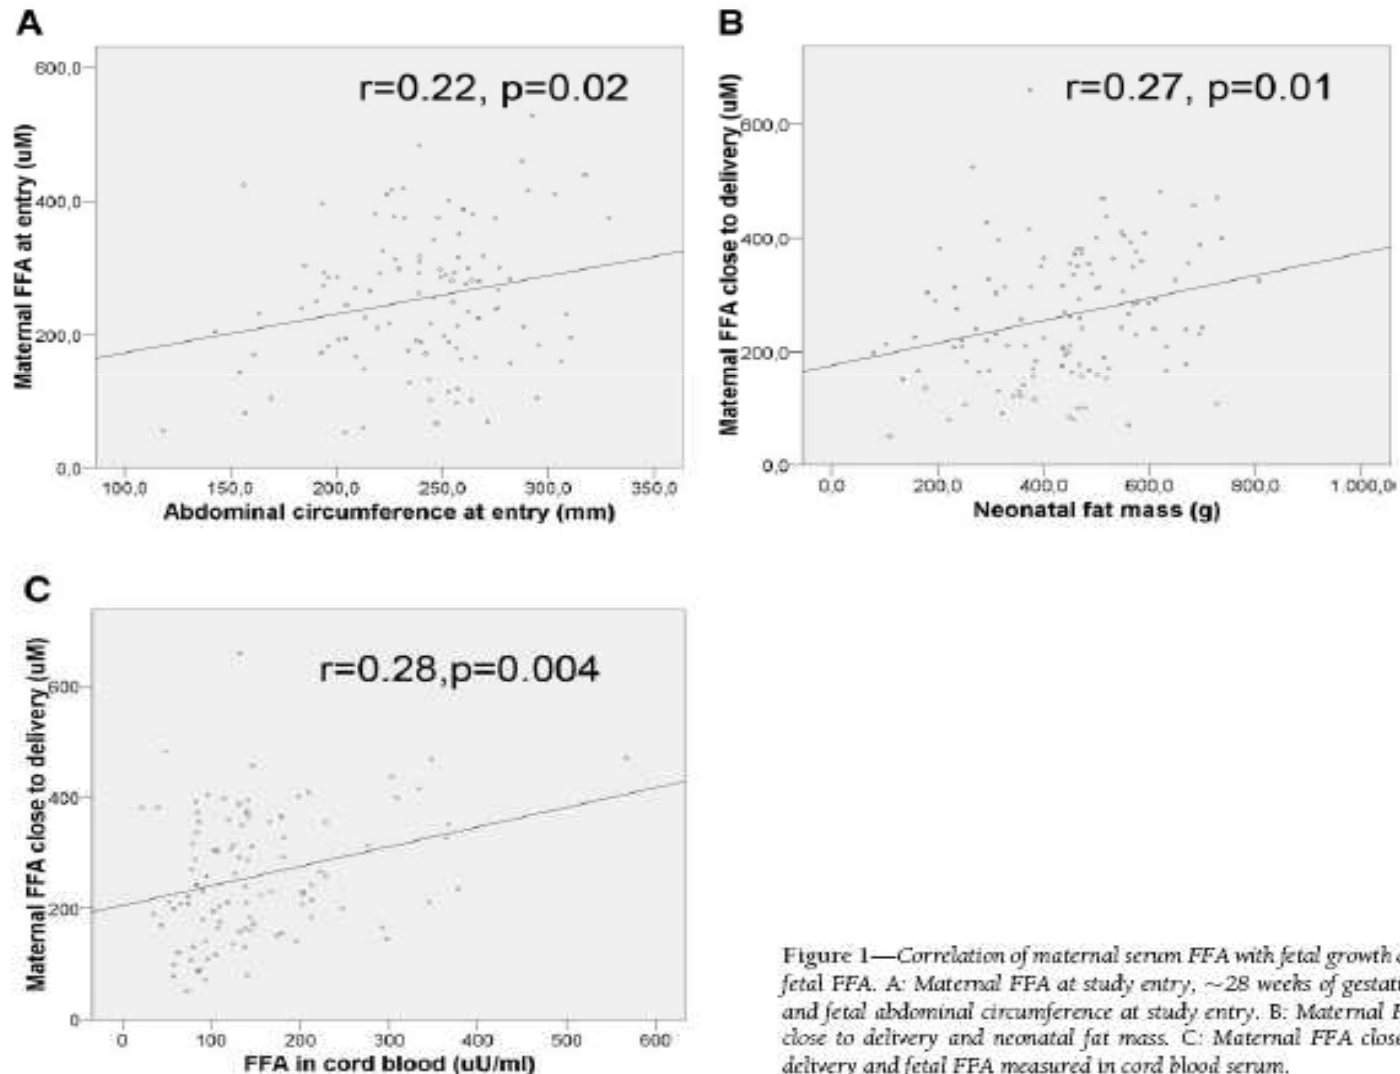 A
r=0.22, p=0.02
Maternal FFA at entry (uM)
600,0
400,0
200,0
0,0
100,0 150,0 200,0 250,0 300,0 350,0
Abdominal circumference at entry (mm)
B
r=0.27, p=0.01
Maternal FFA close to delivery (uM)
600,0
400,0
200,0
0,0
0,0 200,0 400,0 600,0 800,0 1.000,0
Neonatal fat mass (g)
C
r=0.28,p=0.004
Maternal FFA close to delivery (uM)
600
400
200
0
0 100 200 300 400 500 600
FFA in cord blood (uU/ml)
Figure 1—Correlation of maternal serum FFA with fetal growth
fetal FFA. A: Maternal FFA at study entry, ~28 weeks of gestati
and fetal abdominal circumference at study entry. B: Maternal
close to delivery and neonatal fat mass. C: Maternal FFA close
delivery and fetal FFA measured in cord blood serum.